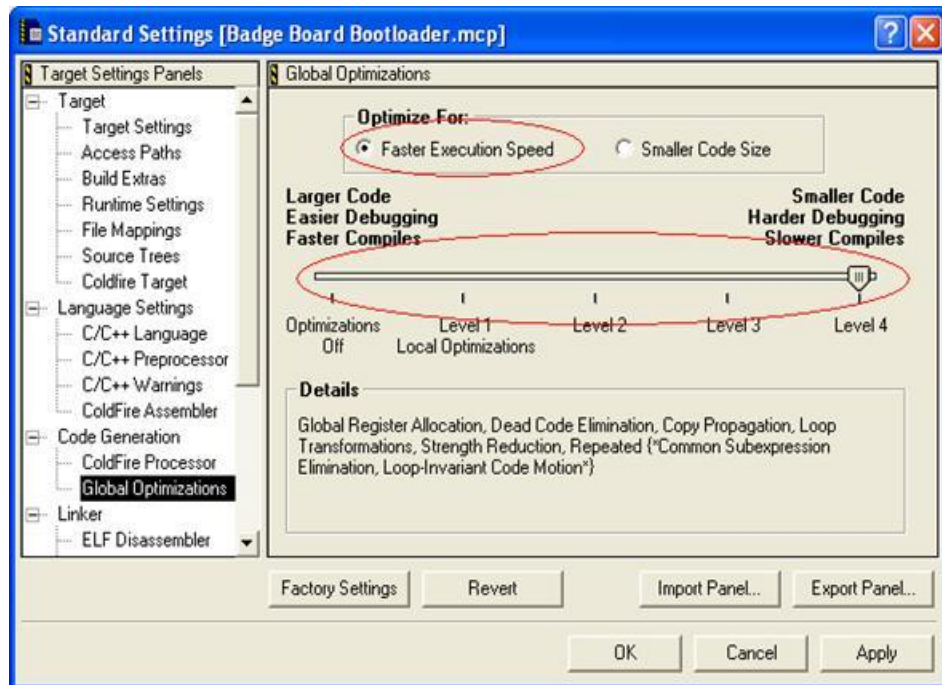 Standard Settings [Badge Board Bootloader.mcp]
Target Settings Panels
Target
Target Settings
Access Paths
Build Extras
Runtime Settings
File Mappings
Source Trees
Coldfire Target
Language Settings
C/C++ Language
C/C++ Preprocessor
C/C++ Warnings
ColdFire Assembler
Code Generation
ColdFire Processor
Global Optimizations
Linker
ELF Disassembler
Global Optimizations
Optimize For:
Faster Execution Speed
Smaller Code Size
Larger Code
Easier Debugging
Faster Compiles
Smaller Code
Harder Debugging
Slower Compiles
Optimizations Off
Level 1
Local Optimizations
Level 2
Level 3
Level 4
Details
Global Register Allocation, Dead Code Elimination, Copy Propagation, Loop
Transformations, Strength Reduction, Repeated {*Common Subexpression
Elimination, Loop-Invariant Code Motion*}
Factory Settings
Revert
Import Panel...
Export Panel...
OK
Cancel
Apply